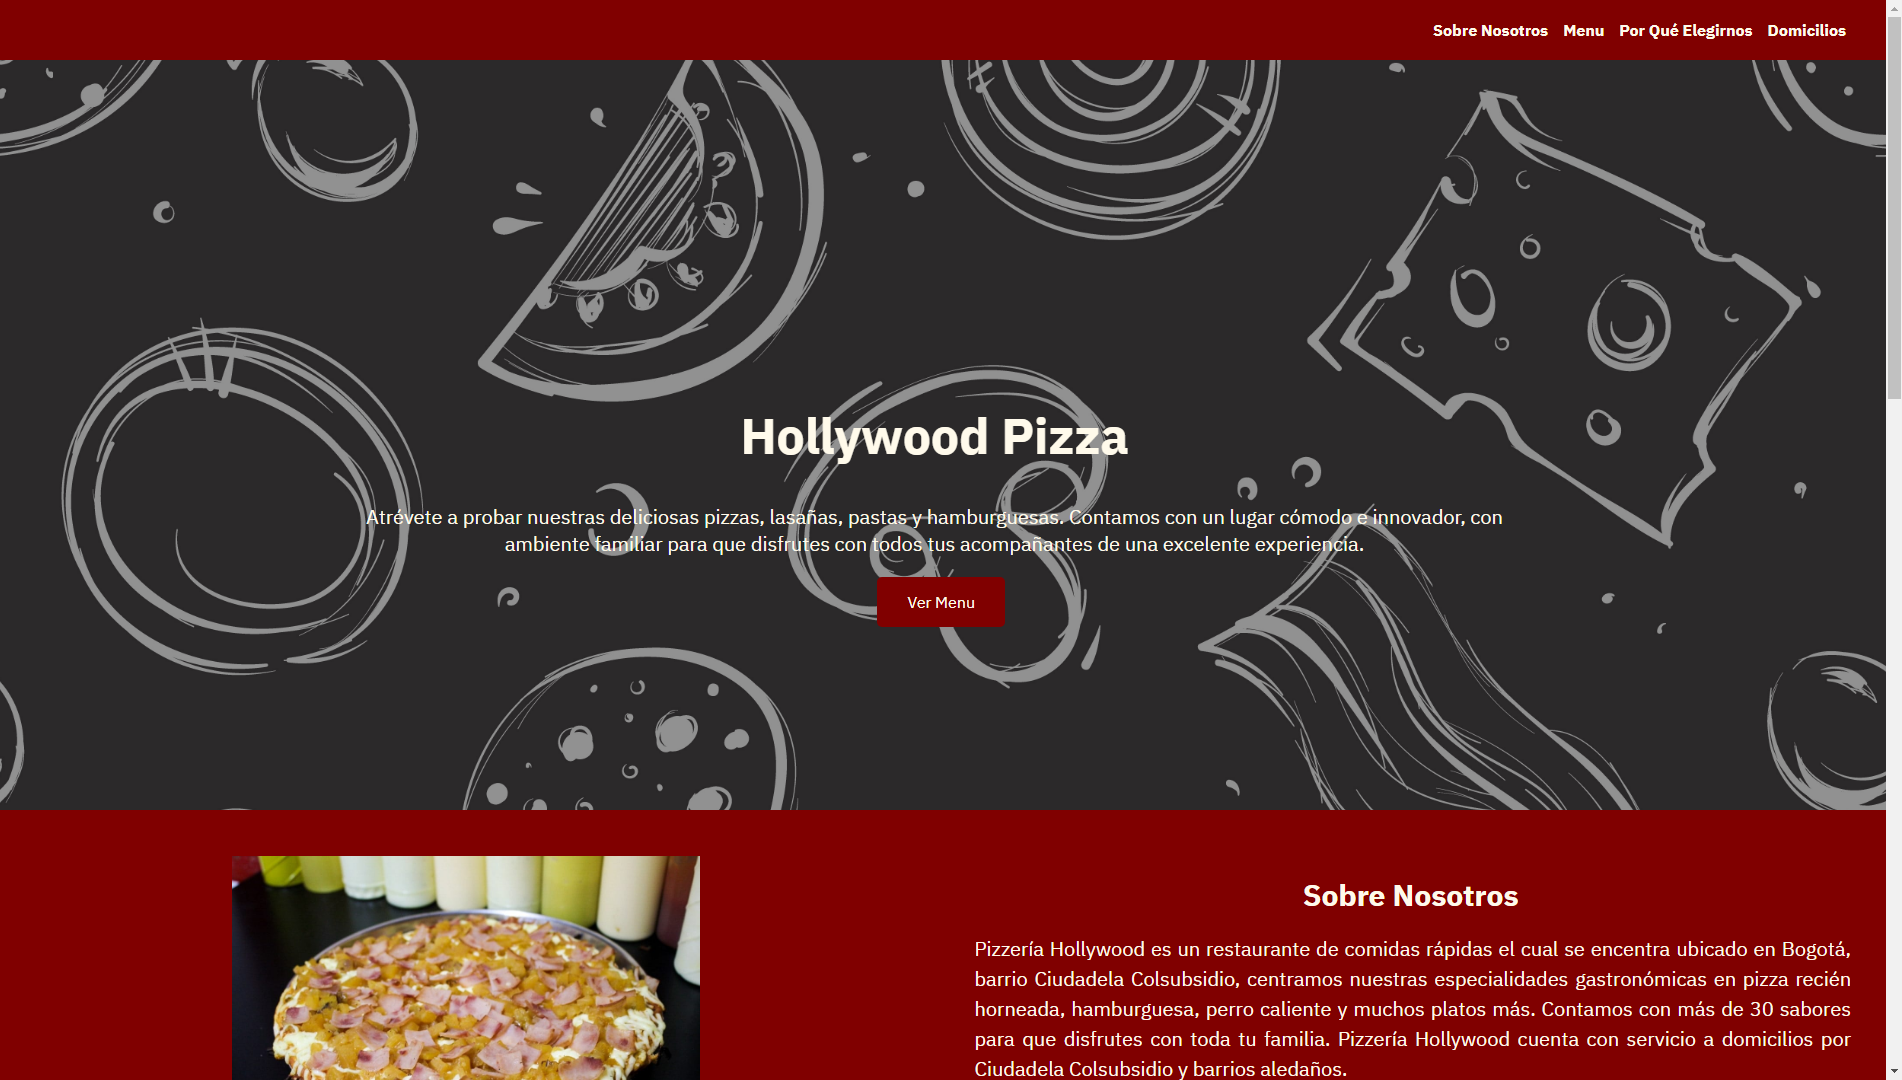 Sobre Nosotros Menu Por Qué Elegirnos Domicilios
Hollywood Pizza
Atrévete a probar nuestras deliciosas pizzas, lasañas, pastas y hamburguesas. Contamos con un lugar cómodo e innovador, con
ambiente familiar para que disfrutes con todos tus acompañantes de una excelente experiencia.
Ver Menu
Sobre Nosotros
Pizzería Hollywood es un restaurante de comidas rápidas el cual se encentra ubicado en Bogotá,
barrio Ciudadela Colsubsidio, centramos nuestras especialidades gastronómicas en pizza recién
horneada, hamburguesa, perro caliente y muchos platos más. Contamos con más de 30 sabores
para que disfrutes con toda tu familia. Pizzería Hollywood cuenta con servicio a domicilios por
Ciudadela Colsubsidio y barrios aledaños.